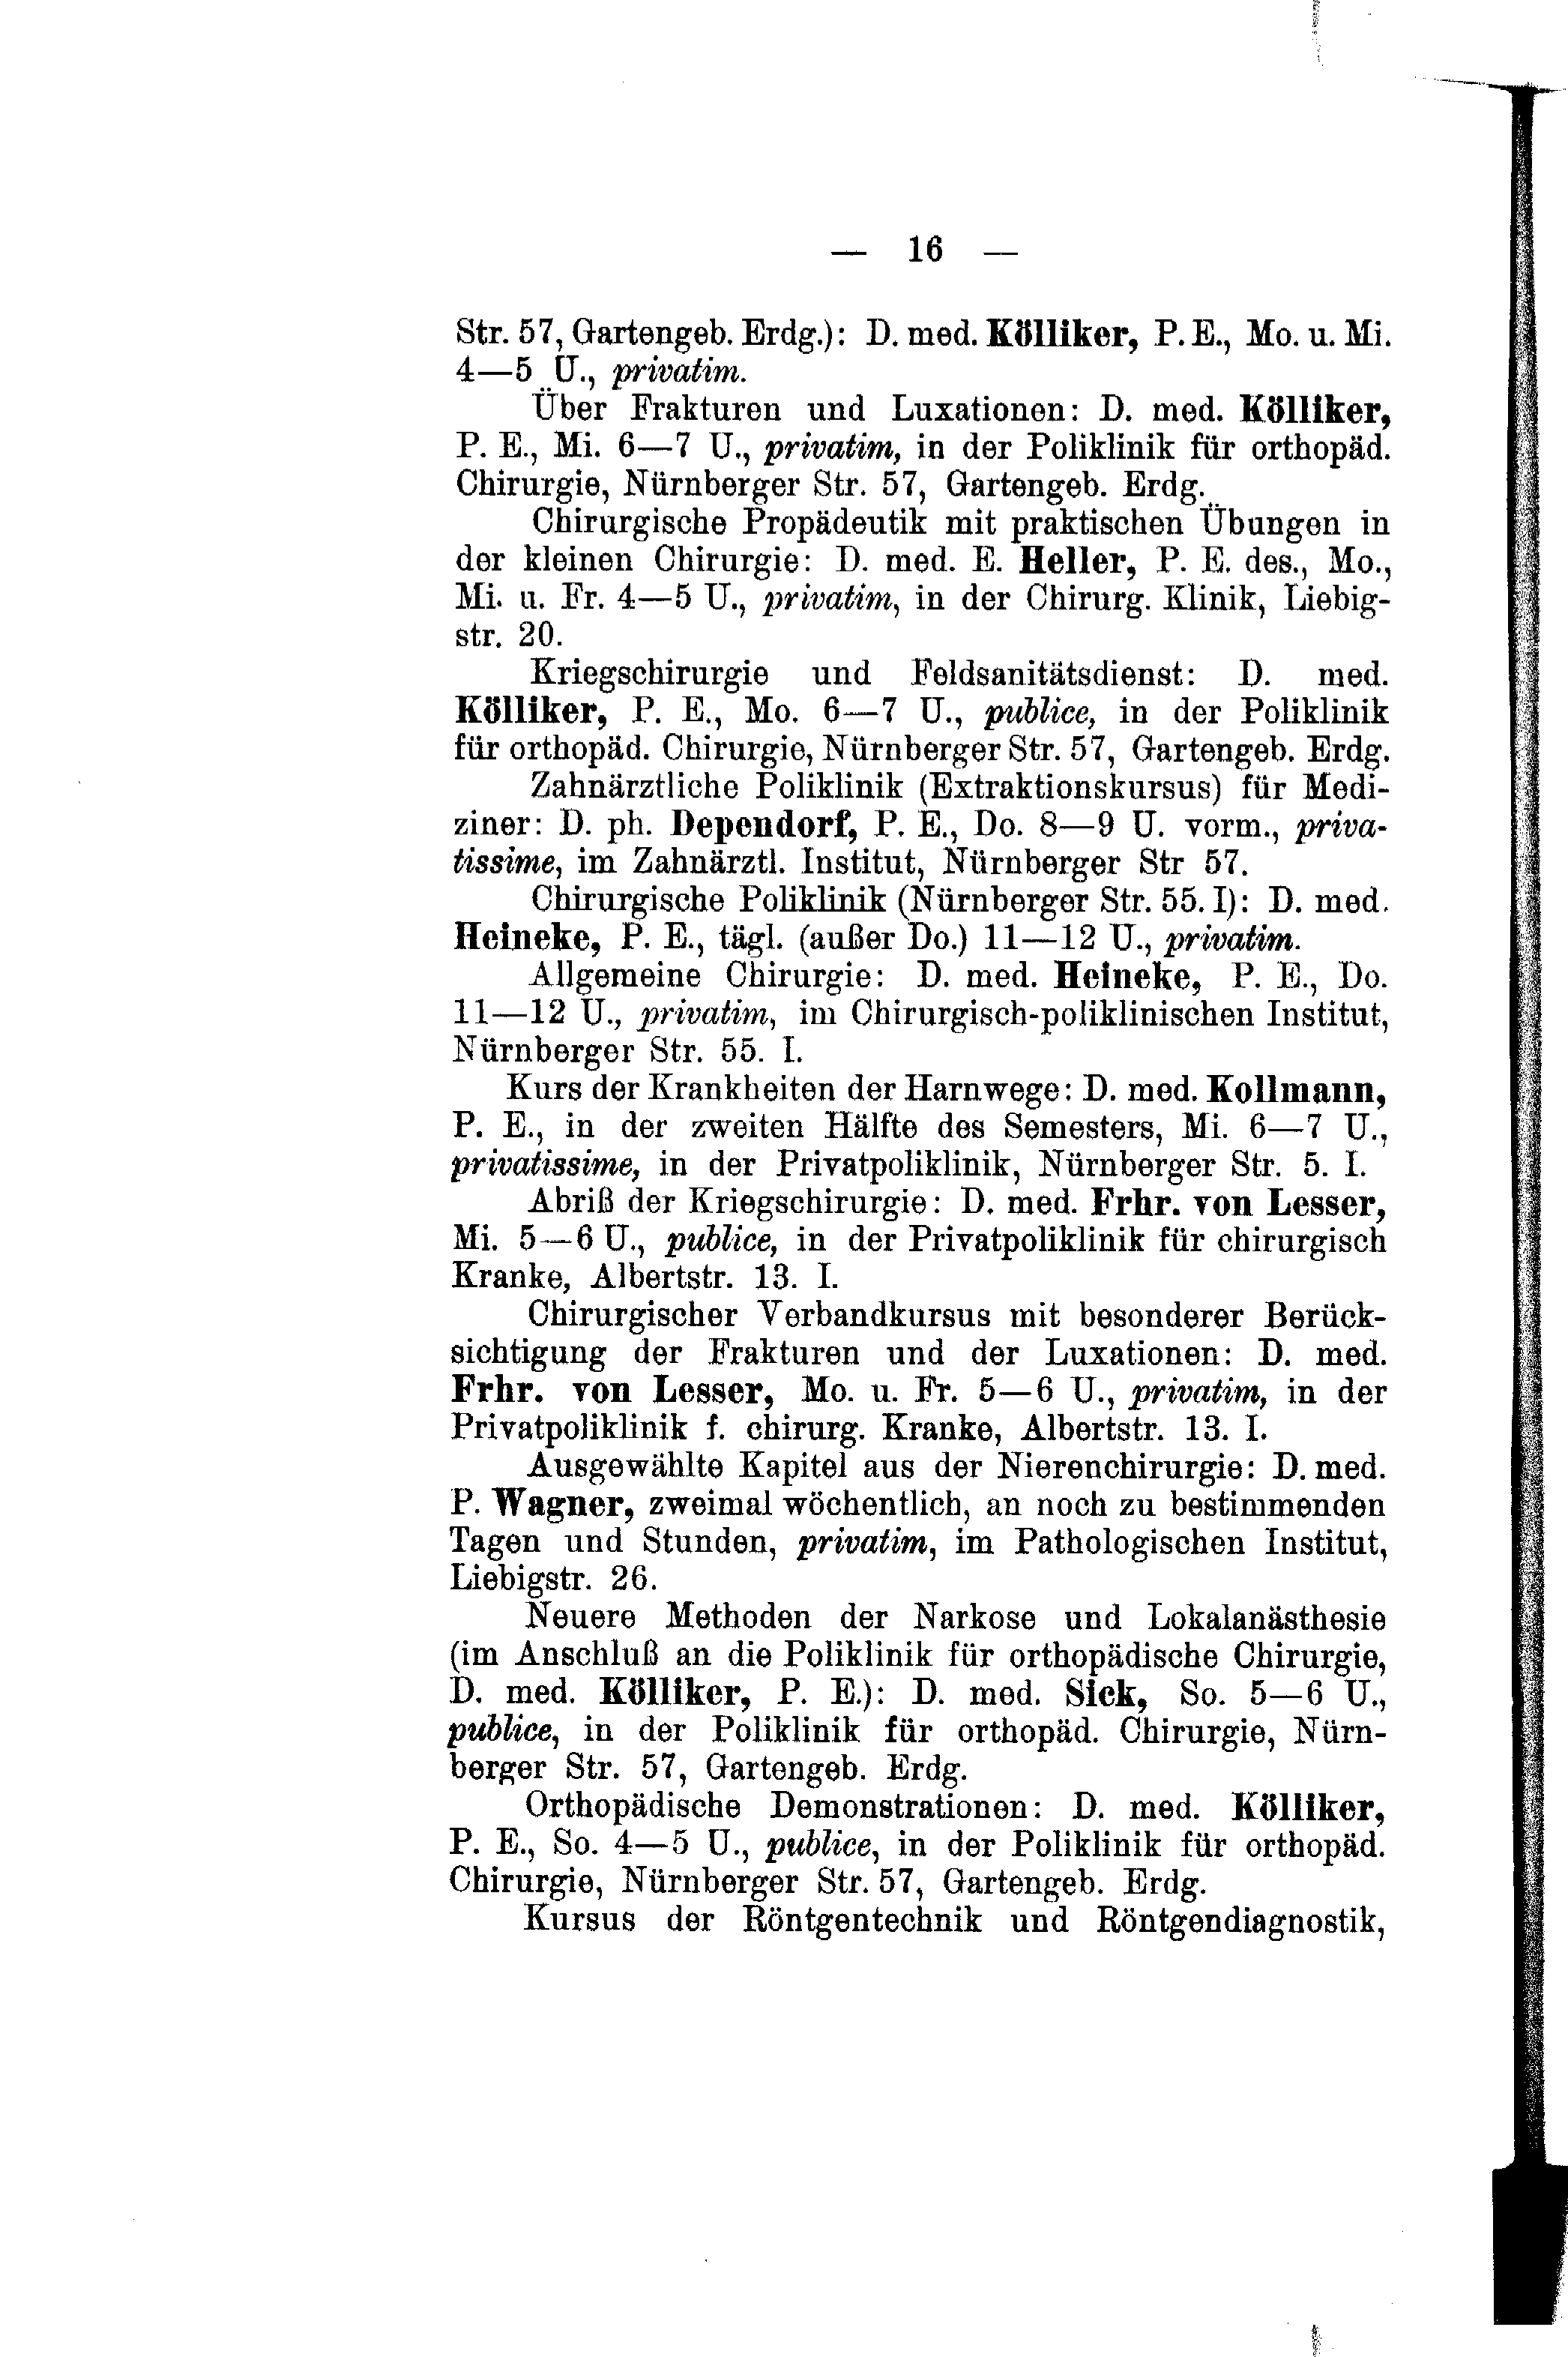 — 16 —
Str. 57, Gartengeb. Erdg.): D. med. Kölliker, P. E., Mo. u. Mi.
4—5 U., privatim.
Über Frakturen und Luxationen: D. med. Kölliker,
P. E., Mi. 6—7 U., privatim, in der Poliklinik für orthopäd.
Chirurgie, Nürnberger Str. 57, Gartengeb. Erdg.
Chirurgische Propädeutik mit praktischen Übungen in
der kleinen Chirurgie: D. med. E. Heller, P. E. des., Mo.,
Mi. u. Fr. 4—5 U., privatim, in der Chirurg. Klinik, Liebig-
str. 20.
Kriegschirurgie und Feldsanitätsdienst: D. med.
Kölliker, P. E., Mo. 6—7 U., publice, in der Poliklinik
für orthopäd. Chirurgie, Nürnberger Str. 57, Gartengeb. Erdg.
Zahnärztliche Poliklinik (Extraktionskursus) für Medi-
ziner: D. ph. Dependorf, P. E., Do. 8—9 U. vorm., priva-
tissime, im Zahnärztl. Institut, Nürnberger Str 57.
Chirurgische Poliklinik (Nürnberger Str. 55. I): D. med.
Heineke, P. E., tägl. (außer Do.) 11—12 U., privatim.
Allgemeine Chirurgie: D. med. Heineke, P. E., Do.
11—12 U., privatim, im Chirurgisch-poliklinischen Institut,
Nürnberger Str. 55. I.
Kurs der Krankheiten der Harnwege: D. med. Kollmann,
P. E., in der zweiten Hälfte des Semesters, Mi. 6—7 U.,
privatissime, in der Privatpoliklinik, Nürnberger Str. 5. I.
Abriß der Kriegschirurgie: D. med. Frhr. von Lesser,
Mi. 5—6 U., publice, in der Privatpoliklinik für chirurgisch
Kranke, Albertstr. 13. I.
Chirurgischer Verbandkursus mit besonderer Berück-
sichtigung der Frakturen und der Luxationen: D. med.
Frhr. von Lesser, Mo. u. Fr. 5—6 U., privatim, in der
Privatpoliklinik f. chirurg. Kranke, Albertstr. 13. I.
Ausgewählte Kapitel aus der Nierenchirurgie: D. med.
P. Wagner, zweimal wöchentlich, an noch zu bestimmenden
Tagen und Stunden, privatim, im Pathologischen Institut,
Liebigstr. 26.
Neuere Methoden der Narkose und Lokalanästhesie
(im Anschluß an die Poliklinik für orthopädische Chirurgie,
D. med. Kölliker, P. E.): D. med. Sick, So. 5—6 U.,
publice, in der Poliklinik für orthopäd. Chirurgie, Nürn-
berger Str. 57, Gartengeb. Erdg.
Orthopädische Demonstrationen: D. med. Kölliker,
P. E., So. 4—5 U., publice, in der Poliklinik für orthopäd.
Chirurgie, Nürnberger Str. 57, Gartengeb. Erdg.
Kursus der Röntgentechnik und Röntgendiagnostik,